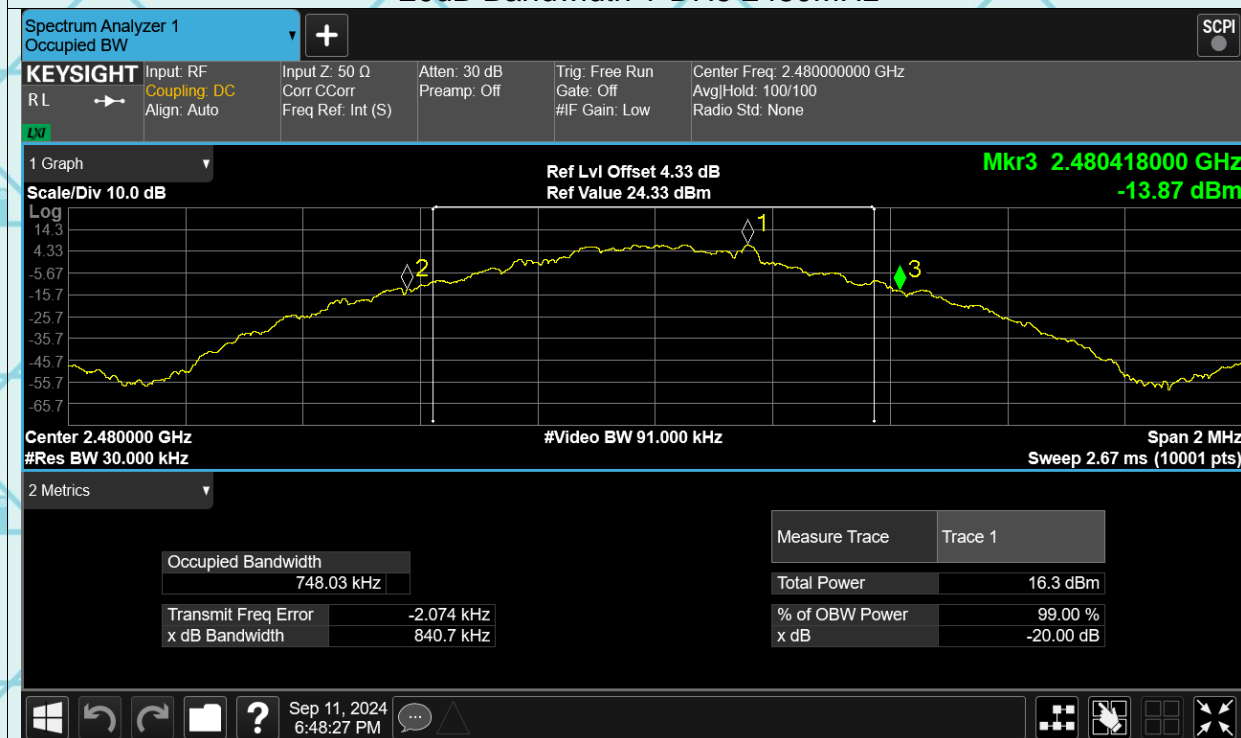 Spectrum Analyzer 1
Occupied BW
SCPI
KEYSIGHT
R L
LXI
Input: RF
Coupling: DC
Align: Auto
Input Z: 50 Ω
Corr CCorr
Freq Ref: Int (S)
Atten: 30 dB
Preamp: Off
Trig: Free Run
Gate: Off
#IF Gain: Low
Center Freq: 2.480000000 GHz
Avg|Hold: 100/100
Radio Std: None
1 Graph
Scale/Div 10.0 dB
Ref Lvl Offset 4.33 dB
Ref Value 24.33 dBm
Mkr3 2.480418000 GHz
-13.87 dBm
Log
14.3
4.33
-5.67
-15.7
-25.7
-35.7
-45.7
-55.7
-65.7
1
2
3
Center 2.480000 GHz
#Video BW 91.000 kHz
Span 2 MHz
#Res BW 30.000 kHz
Sweep 2.67 ms (10001 pts)
2 Metrics
Measure Trace Trace 1
Occupied Bandwidth
748.03 kHz
Total Power 16.3 dBm
Transmit Freq Error -2.074 kHz
% of OBW Power 99.00 %
x dB Bandwidth 840.7 kHz
x dB -20.00 dB
Sep 11, 2024
6:48:27 PM